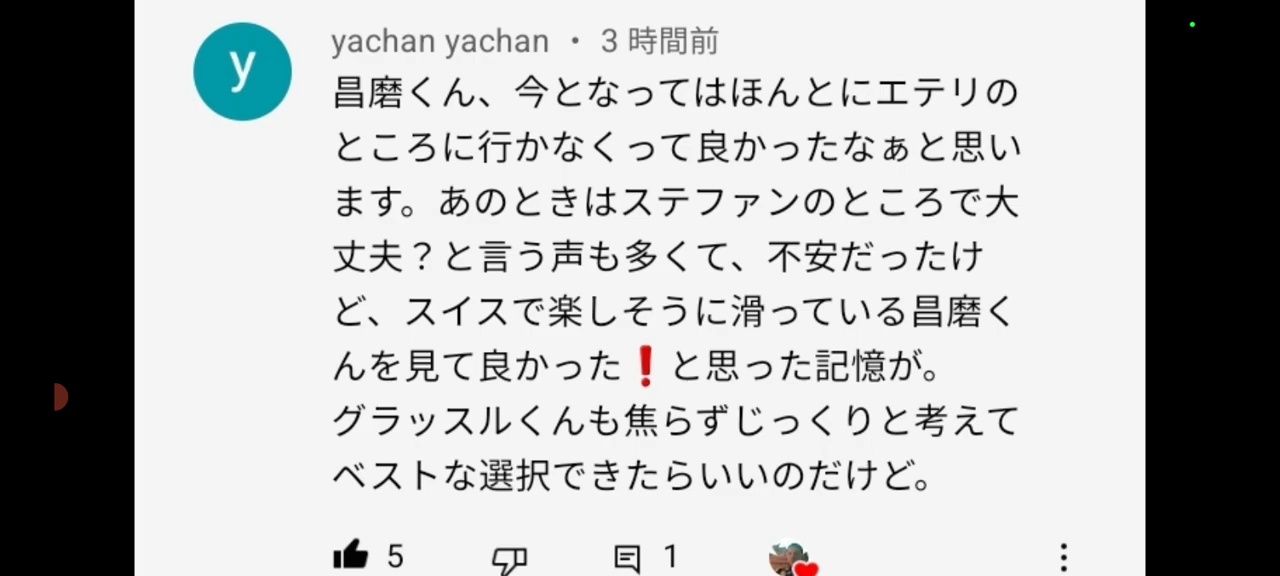 y
yachan yachan ・ 3 時間前
昌磨くん、今となってはほんとにエテリの
ところに行かなくって良かったなぁと思い
ます。あのときはステファンのところで大
丈夫？と言う声も多くて、不安だったけ
ど、スイスで楽しそうに滑っている昌磨く
んを見て良かった❗と思った記憶が。
グラッスルくんも焦らずじっくりと考えて
ベストな選択できたらいいのだけど。
5 1